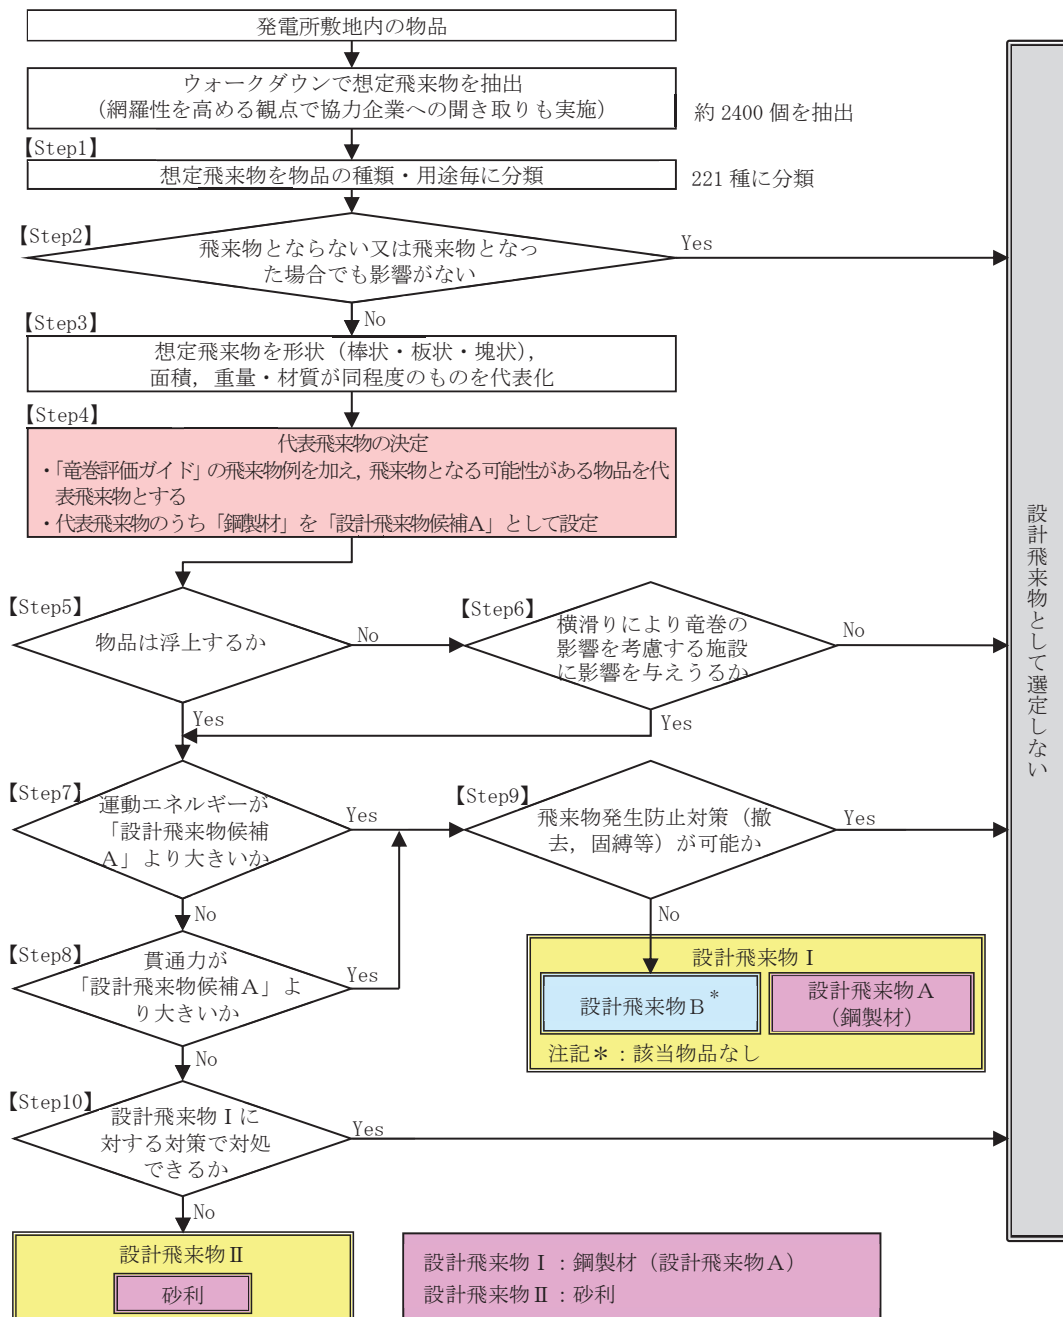 発電所敷地内の物品
ウォークダウンで想定飛来物を抽出
（網羅性を高める観点で協力企業への聞き取りも実施）
約 2400 個を抽出
【Step1】
想定飛来物を物品の種類・用途毎に分類
221 種に分類
【Step2】
飛来物とならない又は飛来物となっ
た場合でも影響がない
Yes
No
【Step3】
想定飛来物を形状（棒状・板状・塊状），
面積，重量・材質が同程度のものを代表化
【Step4】
代表飛来物の決定
・「竜巻評価ガイド」の飛来物例を加え，飛来物となる可能性がある物品を代
表飛来物とする
・代表飛来物のうち「鋼製材」を「設計飛来物候補Ａ」として設定
【Step5】
物品は浮上するか
No
Yes
【Step6】
横滑りにより竜巻の
影響を考慮する施設
に影響を与えうるか
No
Yes
【Step7】
運動エネルギーが
「設計飛来物候補
Ａ」より大きいか
Yes
No
【Step9】
飛来物発生防止対策（撤
去，固縛等）が可能か
Yes
No
【Step8】
貫通力が
「設計飛来物候補Ａ」よ
り大きいか
Yes
No
設計飛来物Ⅰ
設計飛来物Ｂ*
設計飛来物Ａ
（鋼製材）
注記＊：該当物品なし
【Step10】
設計飛来物Ⅰに
対する対策で対処
できるか
Yes
No
設計飛来物Ⅱ
砂利
設計飛来物Ⅰ：鋼製材（設計飛来物Ａ）
設計飛来物Ⅱ：砂利
設計飛来物として選定しない